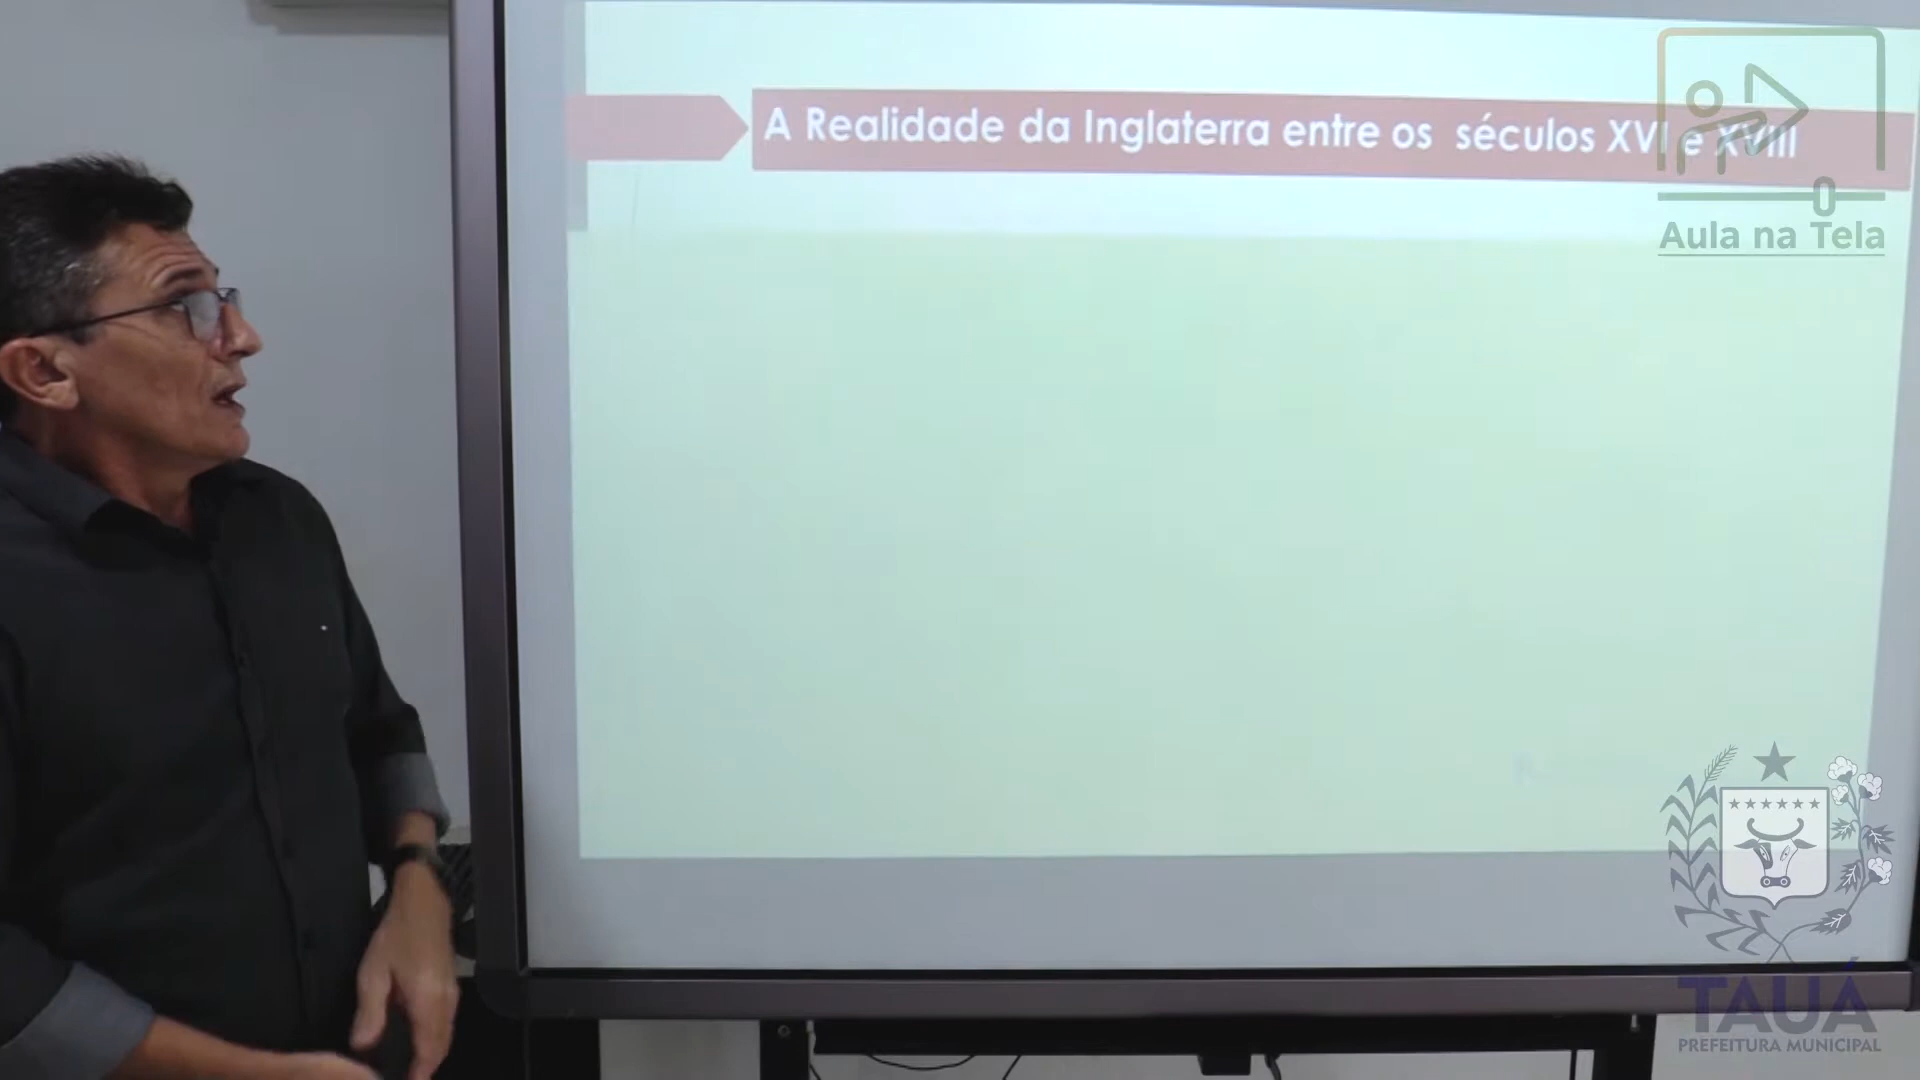 A Realidade da Inglaterra entre os séculos XVI e XVIII
Aula na Tela
TAUÁ
PREFEITURA MUNICIPAL